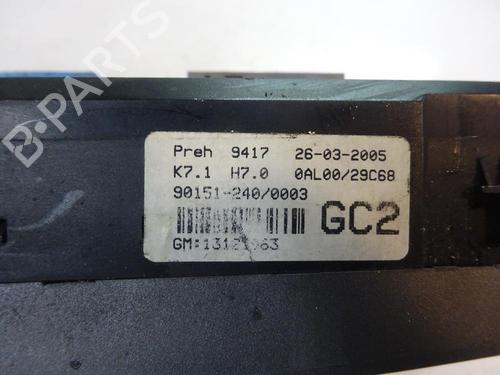 Preh 9417 26-03-2005
K7.1 H7.0 0AL00/29C68
90151-240/0003
GC2
B-PARTS